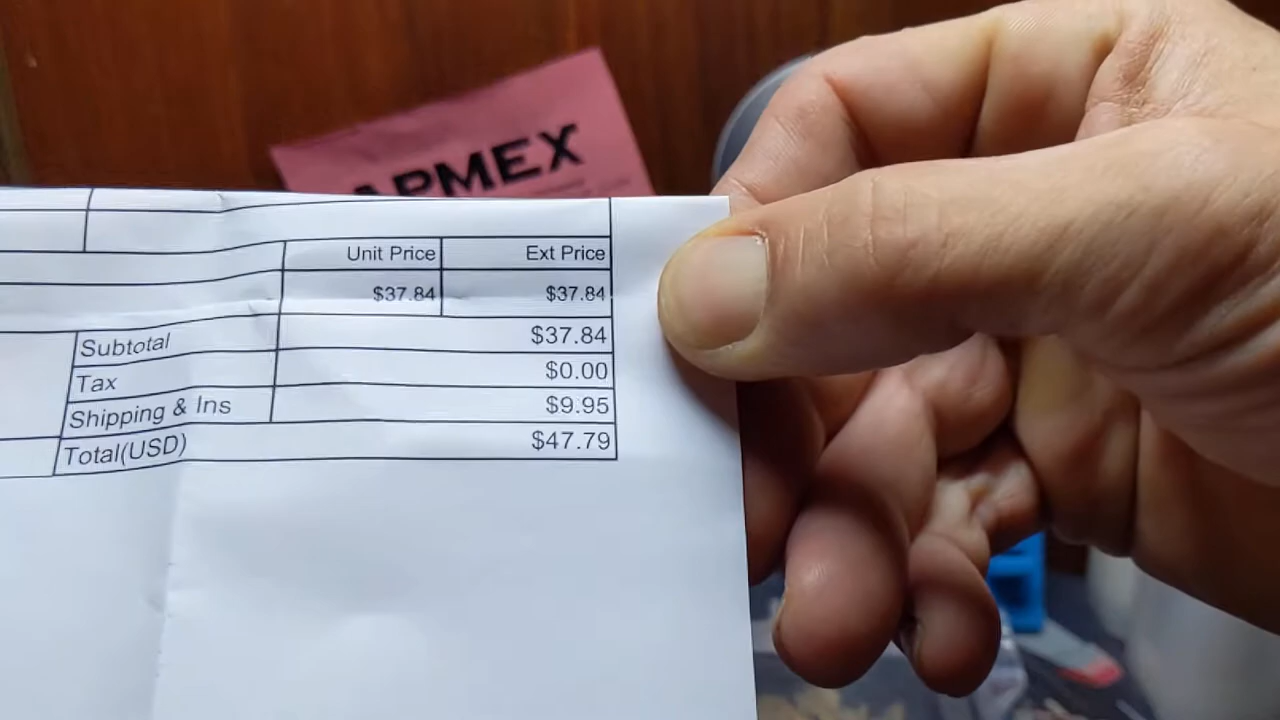 APMEX
Unit Price Ext Price
$37.84 $37.84
Subtotal $37.84
Tax $0.00
Shipping & Ins $9.95
Total(USD) $47.79